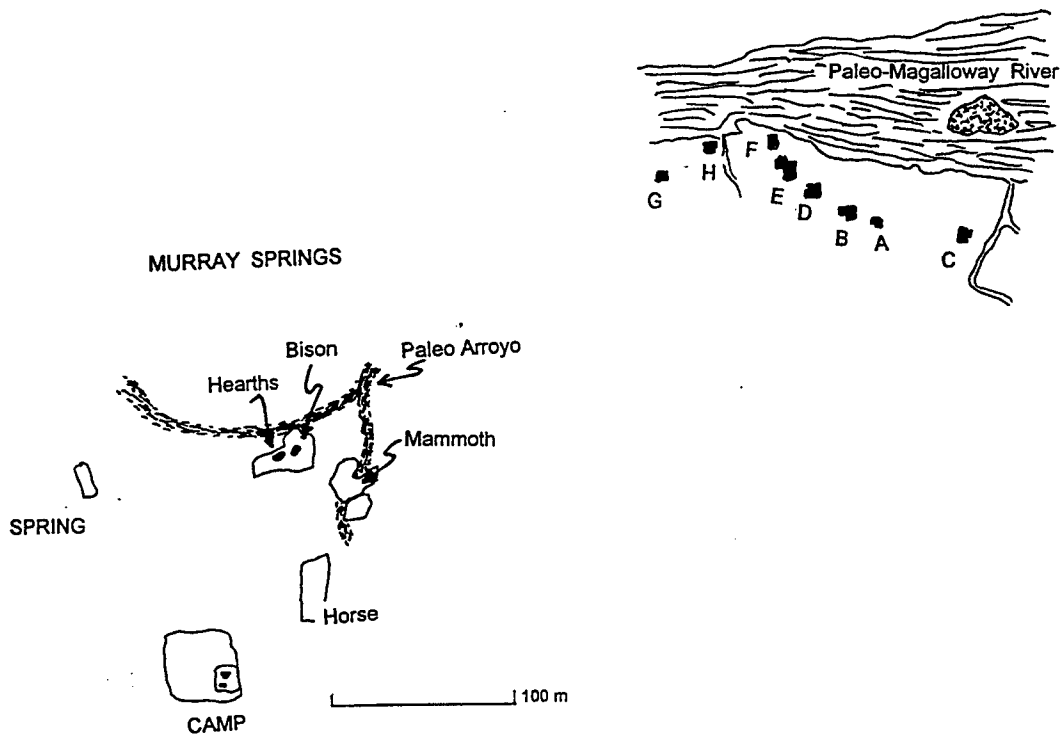 Paleo-Magalloway River
F
H
E
G
D
B
A
C
MURRAY SPRINGS
Bison
Paleo Arroyo
Hearths
Mammoth
SPRING
Horse
100 m
CAMP